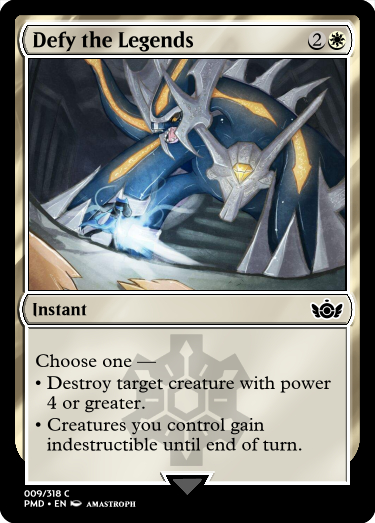 Defy the Legends 2
Instant
Choose one —
• Destroy target creature with power
4 or greater.
• Creatures you control gain
indestructible until end of turn.
009/318 C
PMD • EN AMASTROPH